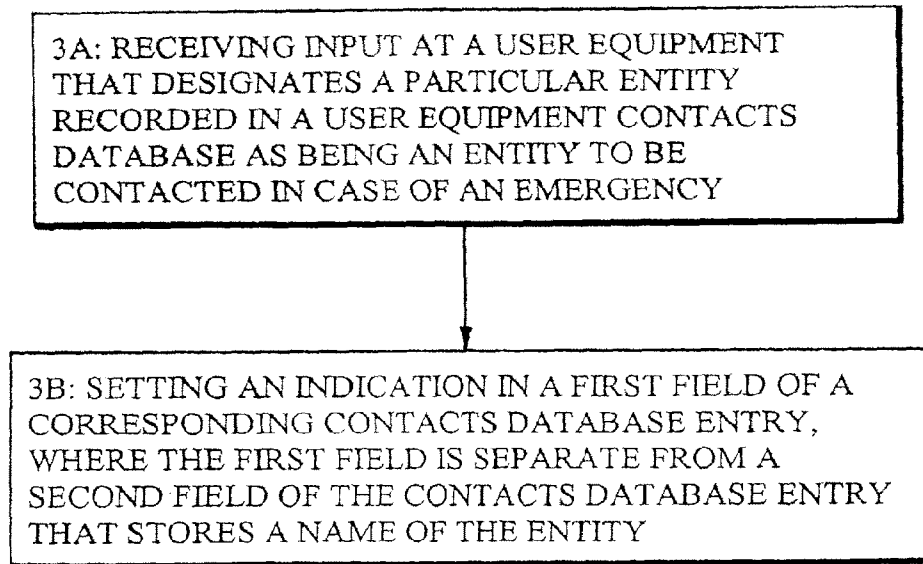 3A: RECEIVING INPUT AT A USER EQUIPMENT
THAT DESIGNATES A PARTICULAR ENTITY
RECORDED IN A USER EQUIPMENT CONTACTS
DATABASE AS BEING AN ENTITY TO BE
CONTACTED IN CASE OF AN EMERGENCY
3B: SETTING AN INDICATION IN A FIRST FIELD OF A
CORRESPONDING CONTACTS DATABASE ENTRY,
WHERE THE FIRST FIELD IS SEPARATE FROM A
SECOND FIELD OF THE CONTACTS DATABASE ENTRY
THAT STORES A NAME OF THE ENTITY